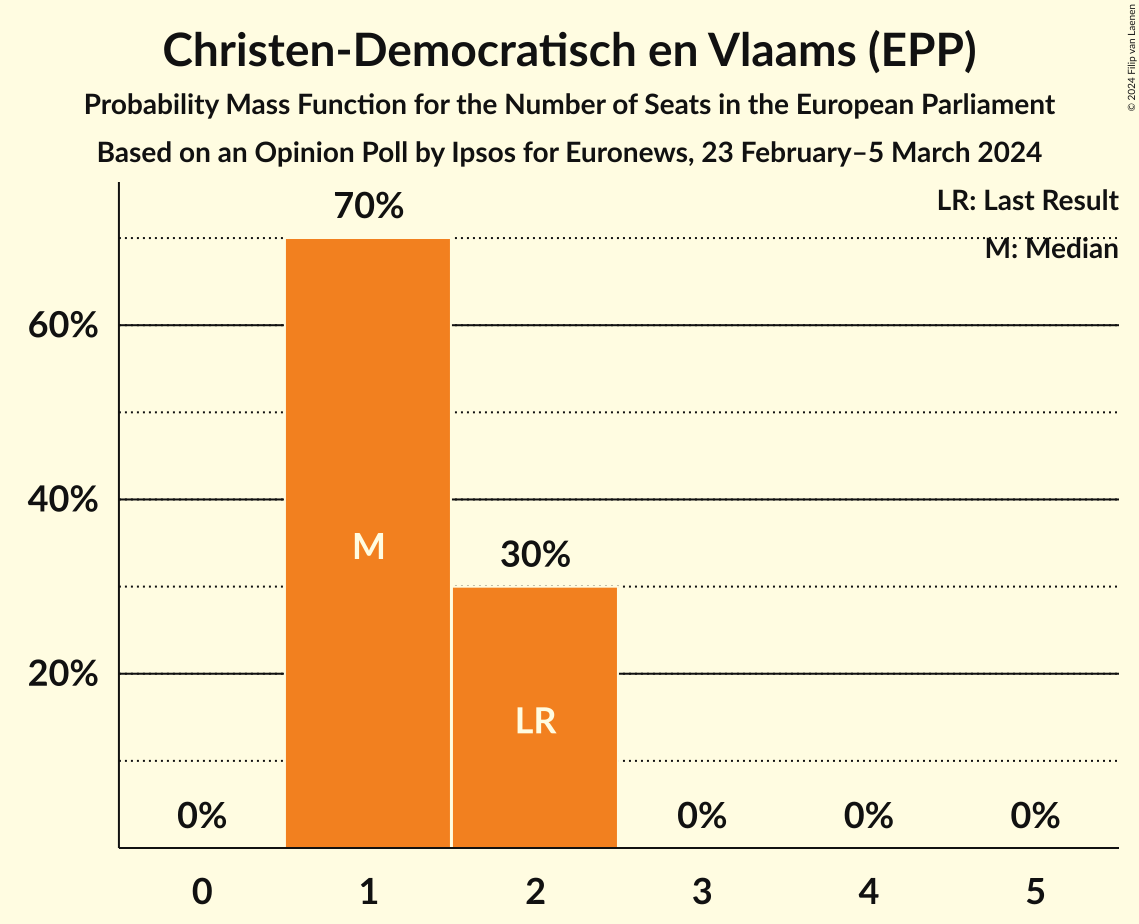 Christen-Democratisch en Vlaams (EPP)
Probability Mass Function for the Number of Seats in the European Parliament
Based on an Opinion Poll by Ipsos for Euronews, 23 February–5 March 2024
© 2024 Filip van Laenen
LR: Last Result
M: Median
70%
60%
40%
M
30%
20%
LR
0%
0%
0%
0%
0
1
2
3
4
5